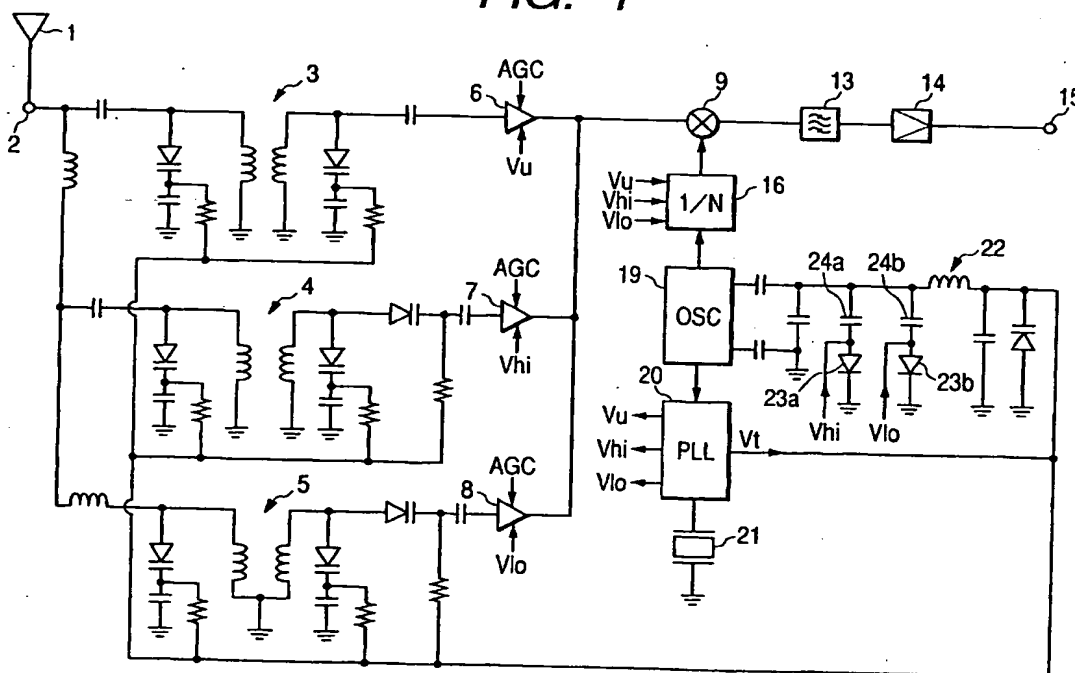 FIG. 1
1
2
3
AGC
6
Vu
9
13
14
15
Vu
Vhi
Vlo
1/N
16
4
AGC
7
Vhi
19
OSC
24a
24b
22
23a
23b
Vhi
Vlo
20
Vu
Vhi
Vlo
PLL
Vt
5
AGC
8
Vlo
21